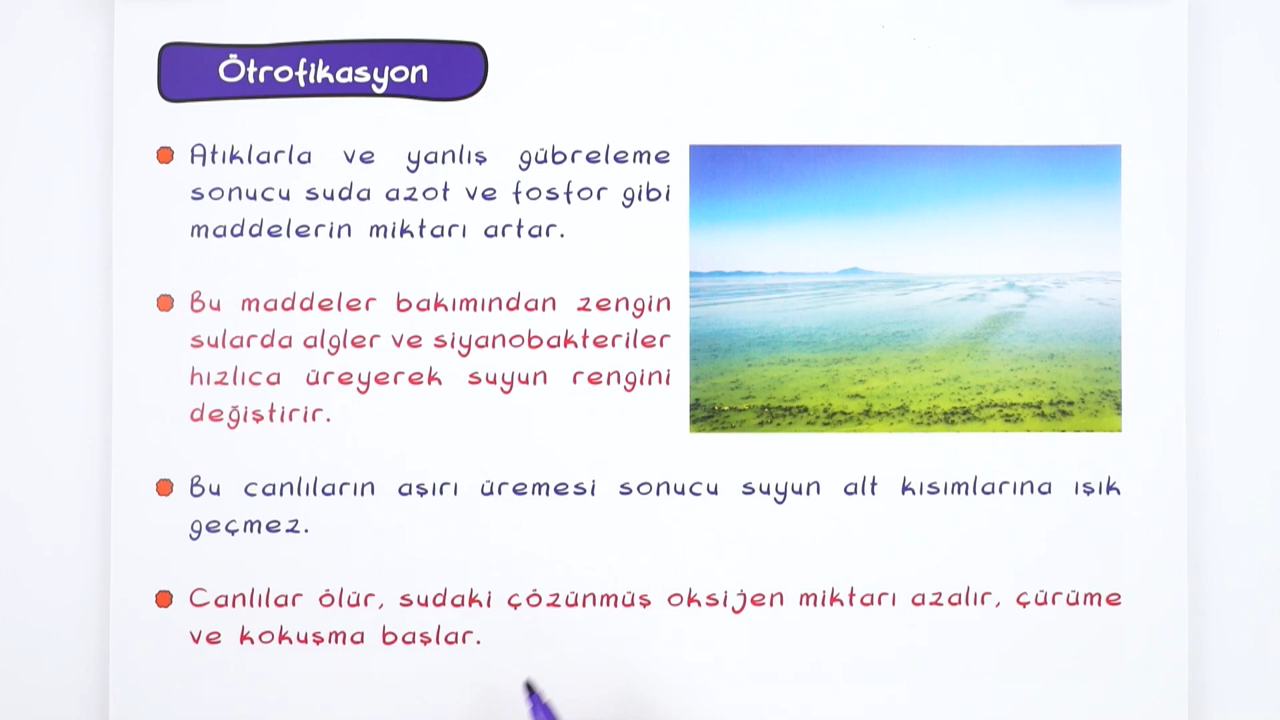 Ötrofikasyon
Atıklarla ve yanlış gübreleme
sonucu suda azot ve fosfor gibi
maddelerin miktarı artar.
Bu maddeler bakımından zengin
sularda algler ve siyanobakteriler
hızlıca üreyerek suyun rengini
değiştirir.
Bu canlıların aşırı üremesi sonucu suyun alt kısımlarına ışık
geçmez.
Canlılar ölür, sudaki çözünmüş oksijen miktarı azalır, çürüme
ve kokuşma başlar.